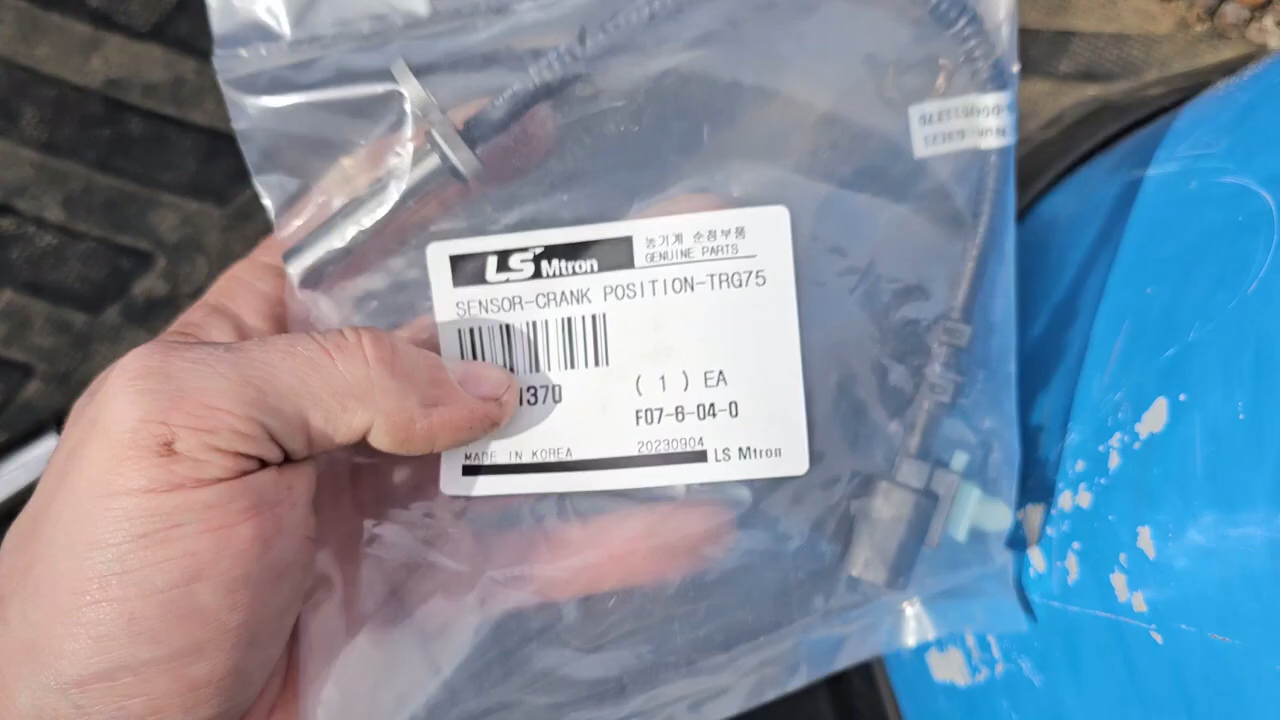 LS Mtron
농기계 순정부품
GENUINE PARTS
SENSOR-CRANK POSITION-TRG75
1370
( 1 ) EA
F07-6-04-0
MADE IN KOREA
20230904
LS Mtron